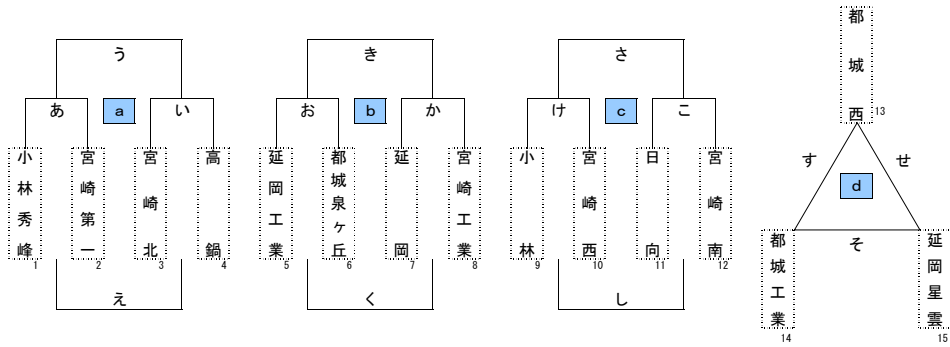 都城西
13
う
き
さ
あ
a
い
お
b
か
け
c
こ
す
d
せ
小林秀峰
宮崎第一
宮崎北
高鍋
延岡工業
都城泉ヶ丘
延岡
宮崎工業
小林
宮崎西
日向
宮崎南
都城工業
そ
延岡星雲
1
2
3
4
5
6
7
8
9
10
11
12
え
く
し
14
15